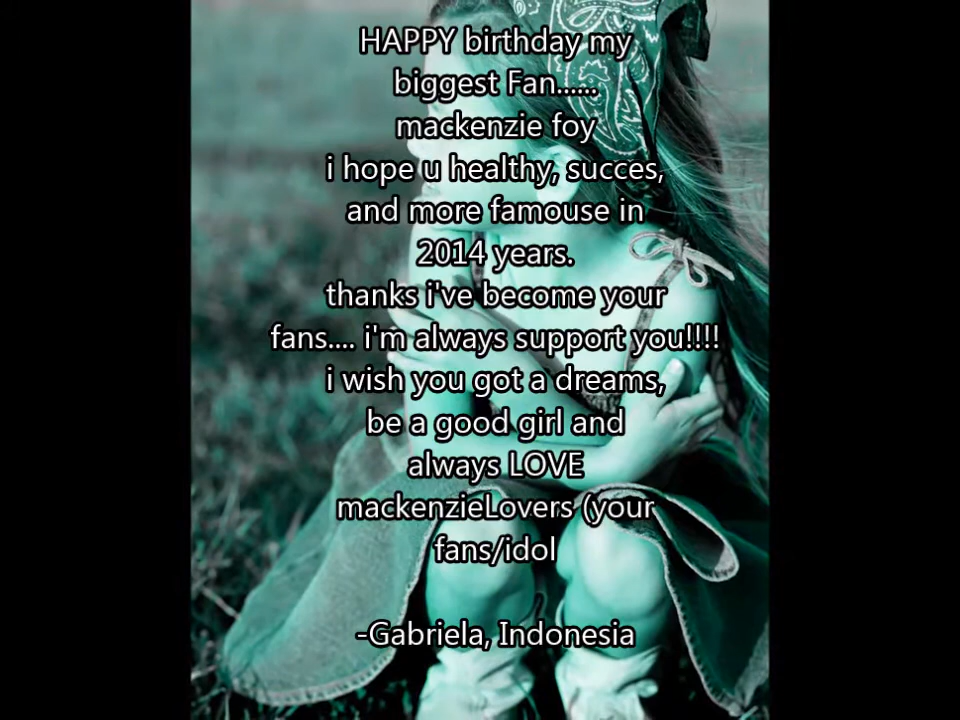 HAPPY birthday my
biggest Fan......
mackenzie foy
i hope u healthy, succes,
and more famouse in
2014 years.
thanks i've become your
fans.... i'm always support you!!!!
i wish you got a dreams,
be a good girl and
always LOVE
mackenzieLovers (your
fans/idol
-Gabriela, Indonesia